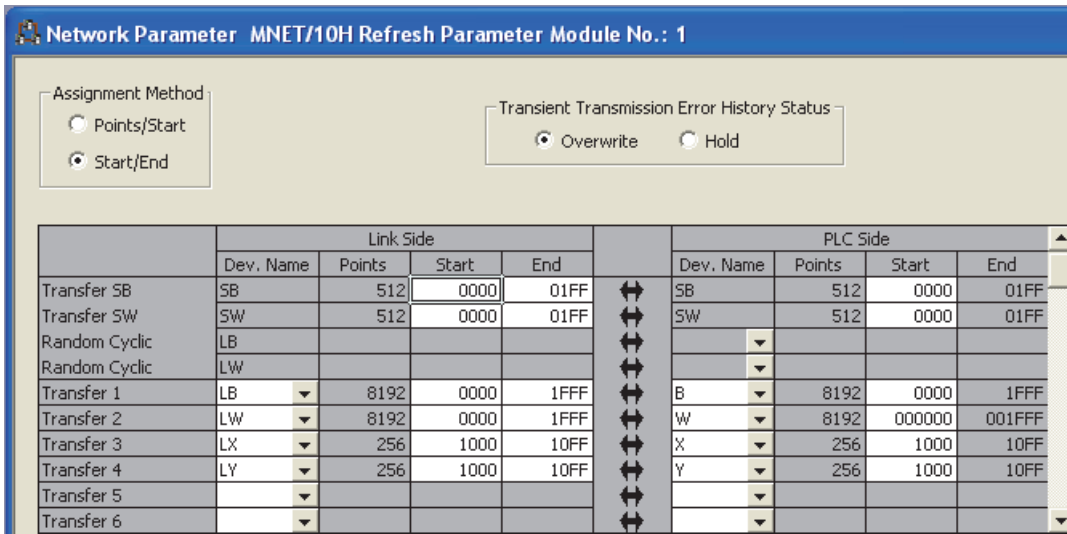 Network Parameter MNET/10H Refresh Parameter Module No.: 1
Assignment Method
Points/Start
Start/End
Transient Transmission Error History Status
Overwrite Hold
Link Side PLC Side
Dev. Name Points Start End Dev. Name Points Start End
Transfer SB SB 512 0000 01FF SB 512 0000 01FF
Transfer SW SW 512 0000 01FF SW 512 0000 01FF
Random Cyclic LB
Random Cyclic LW
Transfer 1 LB 8192 0000 1FFF B 8192 0000 1FFF
Transfer 2 LW 8192 0000 1FFF W 8192 000000 001FFF
Transfer 3 LX 256 1000 10FF X 256 1000 10FF
Transfer 4 LY 256 1000 10FF Y 256 1000 10FF
Transfer 5
Transfer 6